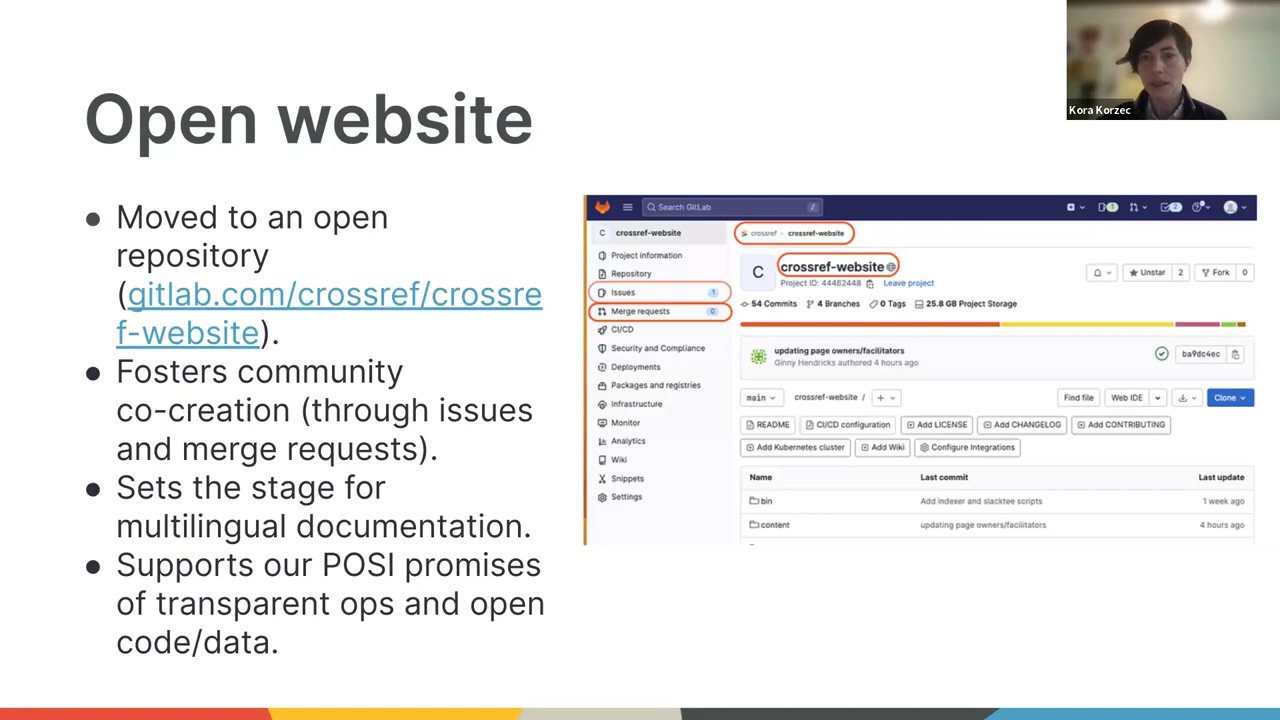 Open website
Kora Korzec
● Moved to an open
repository
(gitlab.com/crossref/crossre
f-website).
● Fosters community
co-creation (through issues
and merge requests).
● Sets the stage for
multilingual documentation.
● Supports our POSI promises
of transparent ops and open
code/data.
Search GitLab /
1 2
C crossref-website
Project information
Repository
Issues 1
Merge requests 0
CI/CD
Security and Compliance
Deployments
Packages and registries
Infrastructure
Monitor
Analytics
Wiki
Snippets
Settings
crossref › crossref-website
C
crossref-website
Project ID: 44462448 Leave project
Unstar 2 Fork 0
54 Commits 4 Branches 0 Tags 25.8 GB Project Storage
updating page owners/facilitators
Ginny Hendricks authored 4 hours ago
ba9dc4ec
main crossref-website / + Find file Web IDE Clone
README CI/CD configuration Add LICENSE Add CHANGELOG Add CONTRIBUTING
Add Kubernetes cluster Add Wiki Configure Integrations
Name Last commit Last update
bin Add indexer and slacktee scripts 1 week ago
content updating page owners/facilitators 4 hours ago